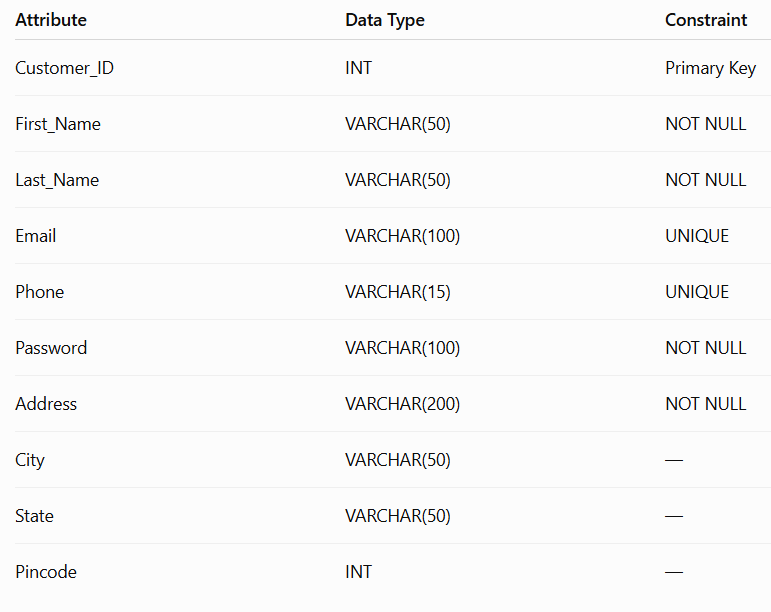 Attribute Data Type Constraint
Customer_ID INT Primary Key
First_Name VARCHAR(50) NOT NULL
Last_Name VARCHAR(50) NOT NULL
Email VARCHAR(100) UNIQUE
Phone VARCHAR(15) UNIQUE
Password VARCHAR(100) NOT NULL
Address VARCHAR(200) NOT NULL
City VARCHAR(50) —
State VARCHAR(50) —
Pincode INT —